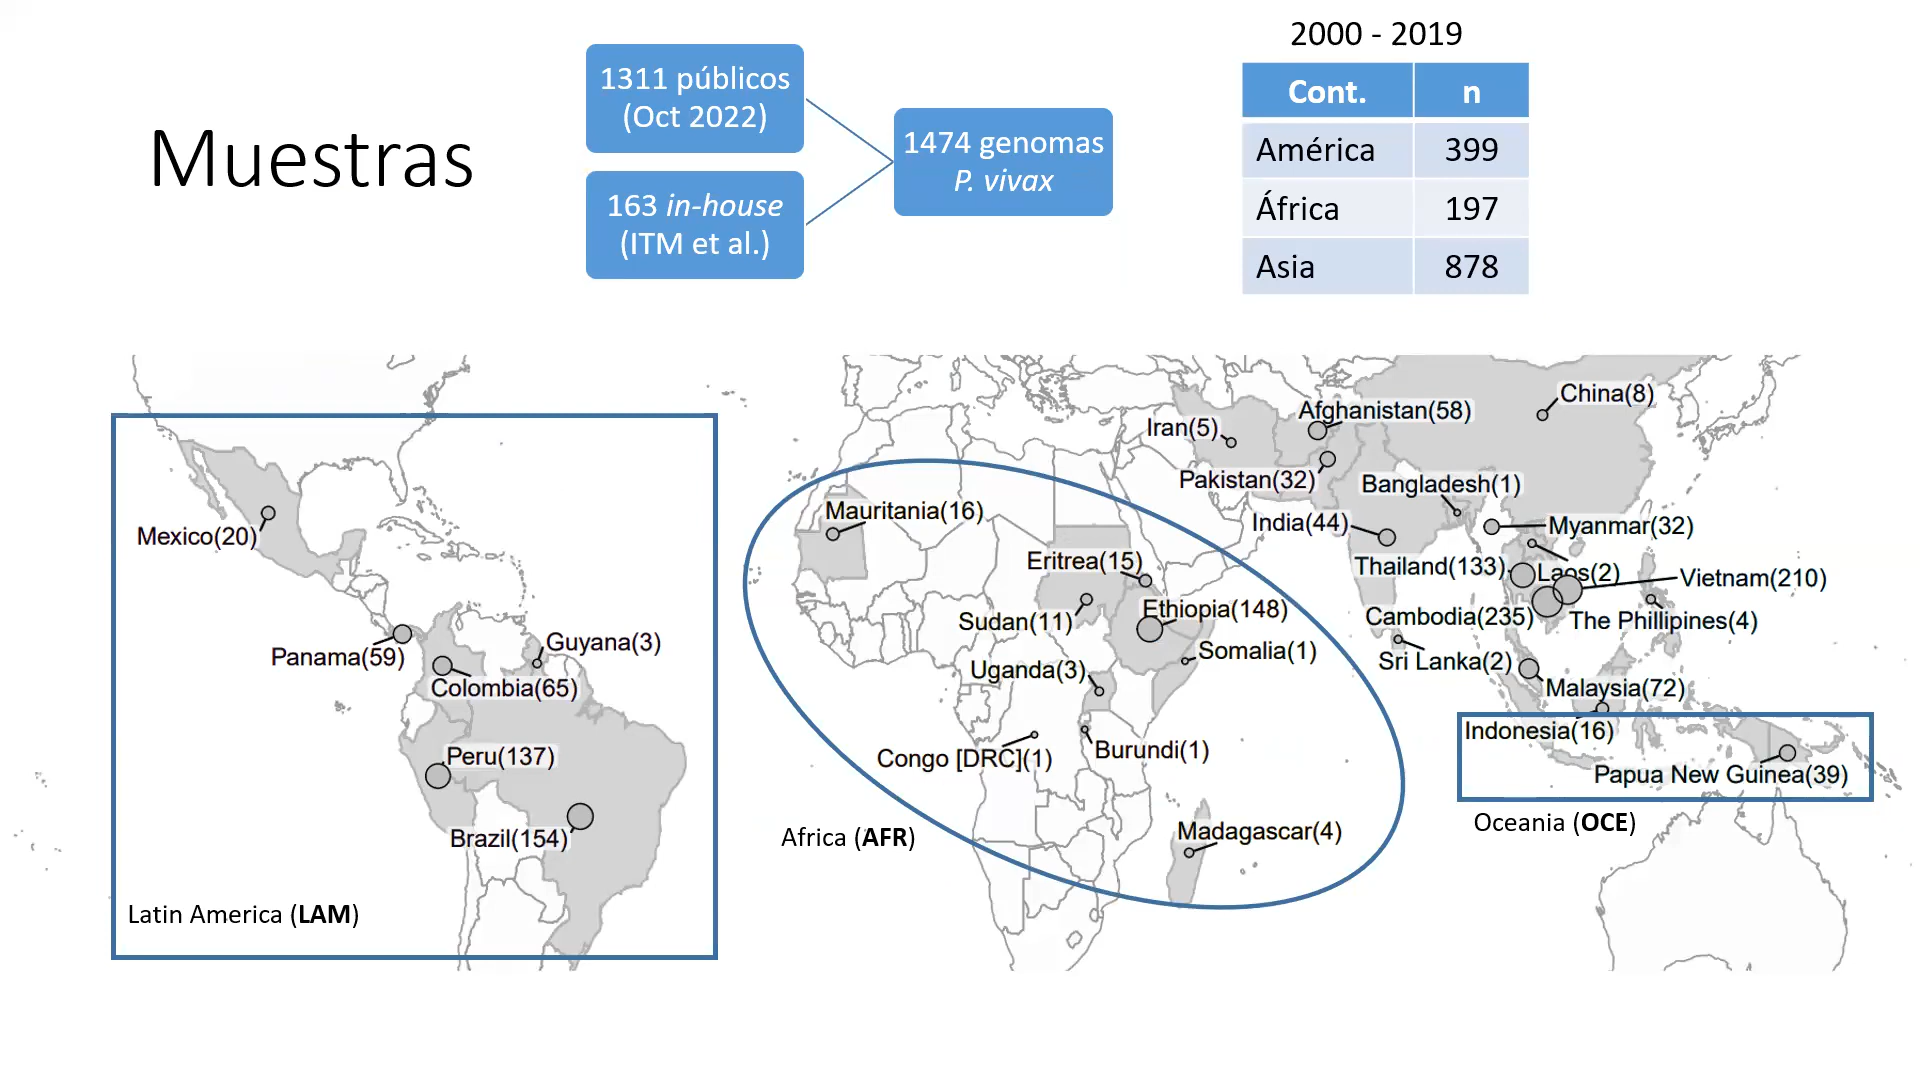 Muestras
1311 públicos
(Oct 2022)
163 in-house
(ITM et al.)
1474 genomas
P. vivax
2000 - 2019
Cont. n
América 399
África 197
Asia 878
Mexico(20)
Panama(59)
Guyana(3)
Colombia(65)
Peru(137)
Brazil(154)
Latin America (LAM)
Mauritania(16)
Eritrea(15)
Sudan(11)
Ethiopia(148)
Somalia(1)
Uganda(3)
Congo [DRC](1)
Burundi(1)
Madagascar(4)
Africa (AFR)
China(8)
Afghanistan(58)
Iran(5)
Pakistan(32)
Bangladesh(1)
India(44)
Myanmar(32)
Thailand(133)
Laos(2)
Vietnam(210)
Cambodia(235)
The Phillipines(4)
Sri Lanka(2)
Malaysia(72)
Indonesia(16)
Papua New Guinea(39)
Oceania (OCE)